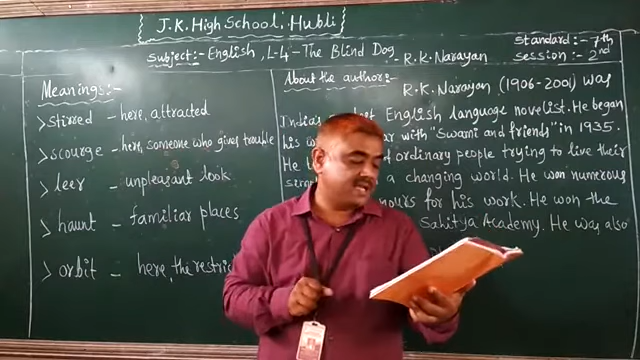 J.K. High School : Hubli
Subject:- English, L-4 - The Blind Dog - R.K. Narayan
Standard:- 7th
Session:- 2nd
Meanings:-
> stirred - here, attracted
> scourge - here, someone who gives trouble
> leer - unpleasant look
> haunt - familiar places
> orbit - here, the
About the author:-
R.K. Narayan (1906-2001) was
India's English language novelist. He began
his with "Swami and friends" in 1935.
He ordinary people trying to live their
a changing world. He won numerous
for his work. He won the
Sahitya Academy. He was also